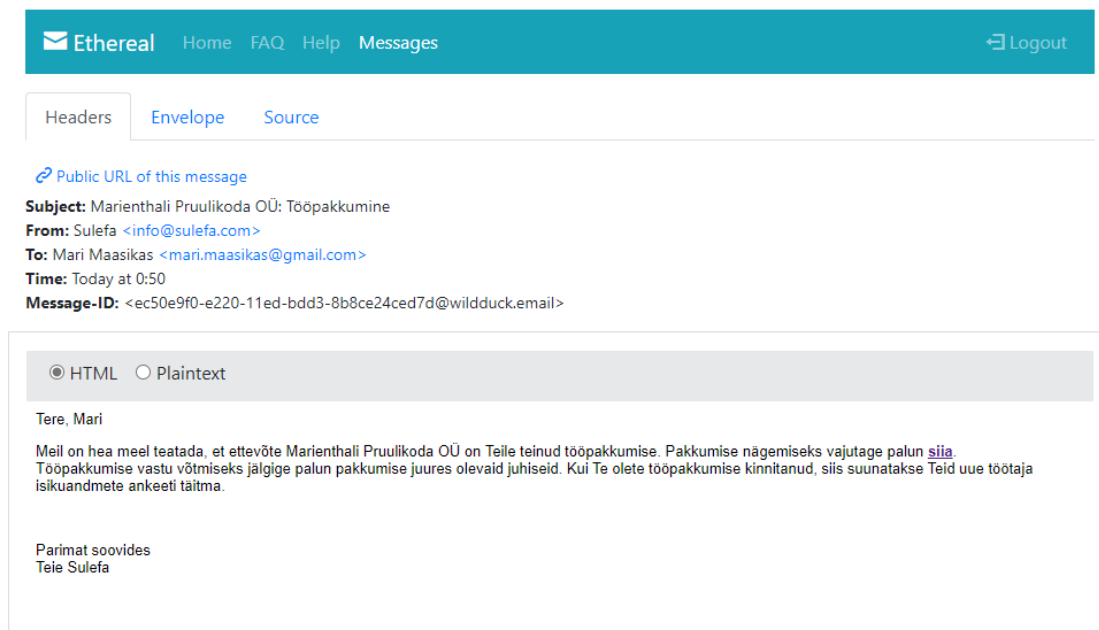 Ethereal Home FAQ Help Messages Logout
Headers Envelope Source
Public URL of this message
Subject: Marienthali Pruulikoda OÜ: Tööpakkumine
From: Sulefa <info@sulefa.com>
To: Mari Maasikas <mari.maasikas@gmail.com>
Time: Today at 0:50
Message-ID: <ec50e9f0-e220-11ed-bdd3-8b8ce24ced7d@wildduck.email>
HTML Plaintext
Tere, Mari
Meil on hea meel teatada, et ettevõte Marienthali Pruulikoda OÜ on Teile teinud tööpakkumise. Pakkumise nägemiseks vajutage palun siia.
Tööpakkumise vastu võtmiseks jälgige palun pakkumise juures olevaid juhiseid. Kui Te olete tööpakkumise kinnitanud, siis suunatakse Teid uue töötaja
isikuandmete ankeeti täitma.
Parimat soovides
Teie Sulefa